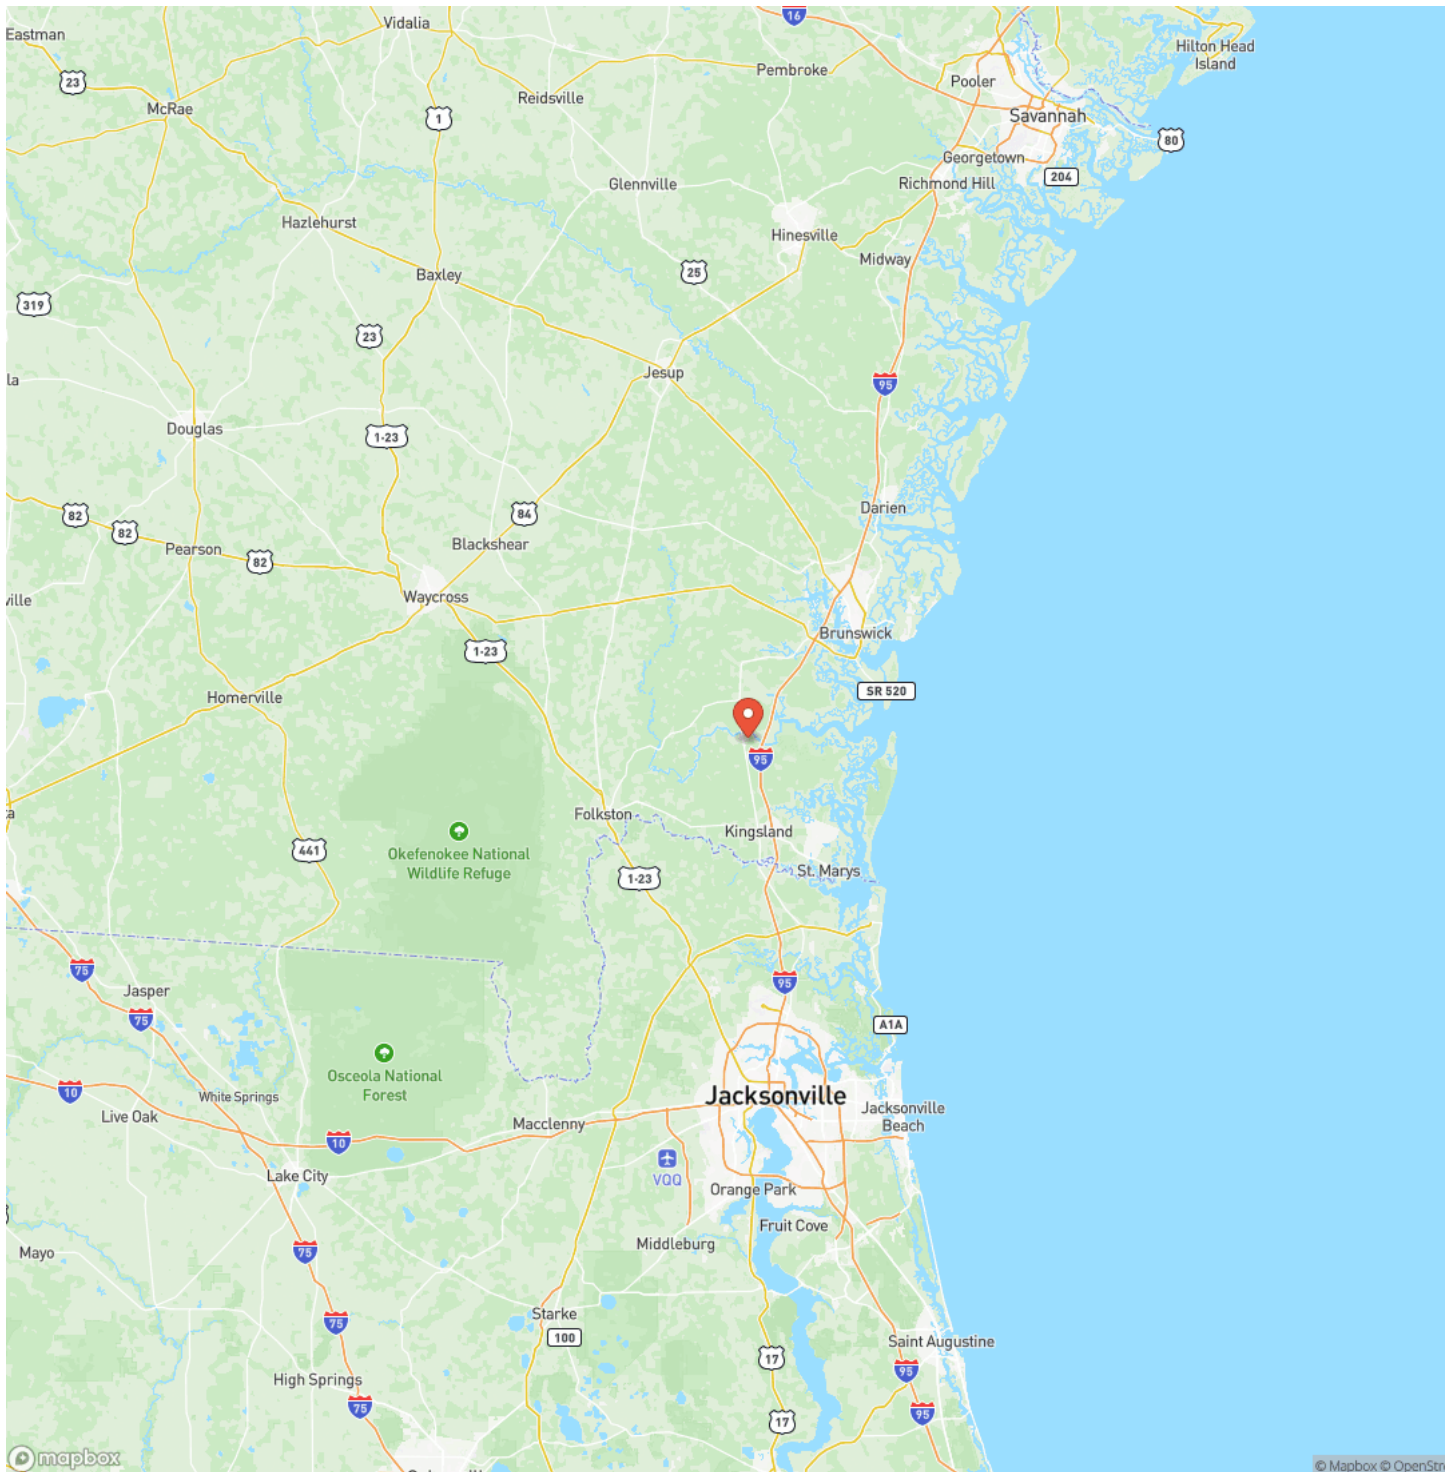 16
Vidalia
Eastman
Hilton Head
Island
Pembroke
Pooler
23
McRae
Reidsville
1
Savannah
80
Georgetown
204
Richmond Hill
Glennville
Hazlehurst
Hinesville
Midway
25
Baxley
319
23
Jesup
la
95
Douglas
1-23
84
Darien
82
82
Blackshear
Pearson
82
ville
Waycross
Brunswick
1-23
SR 520
Homerville
95
a
Folkston
Kingsland
441
Okefenokee National
Wildlife Refuge
St. Marys
1-23
75
95
Jasper
75
A1A
Osceola National
Forest
10
White Springs
Jacksonville
Live Oak
Jacksonville
Beach
Macclenny
10
Lake City
VQQ
Orange Park
Fruit Cove
Middleburg
Mayo
75
Starke
75
100
Saint Augustine
17
95
High Springs
75
95
17
mapbox
© Mapbox © OpenStr